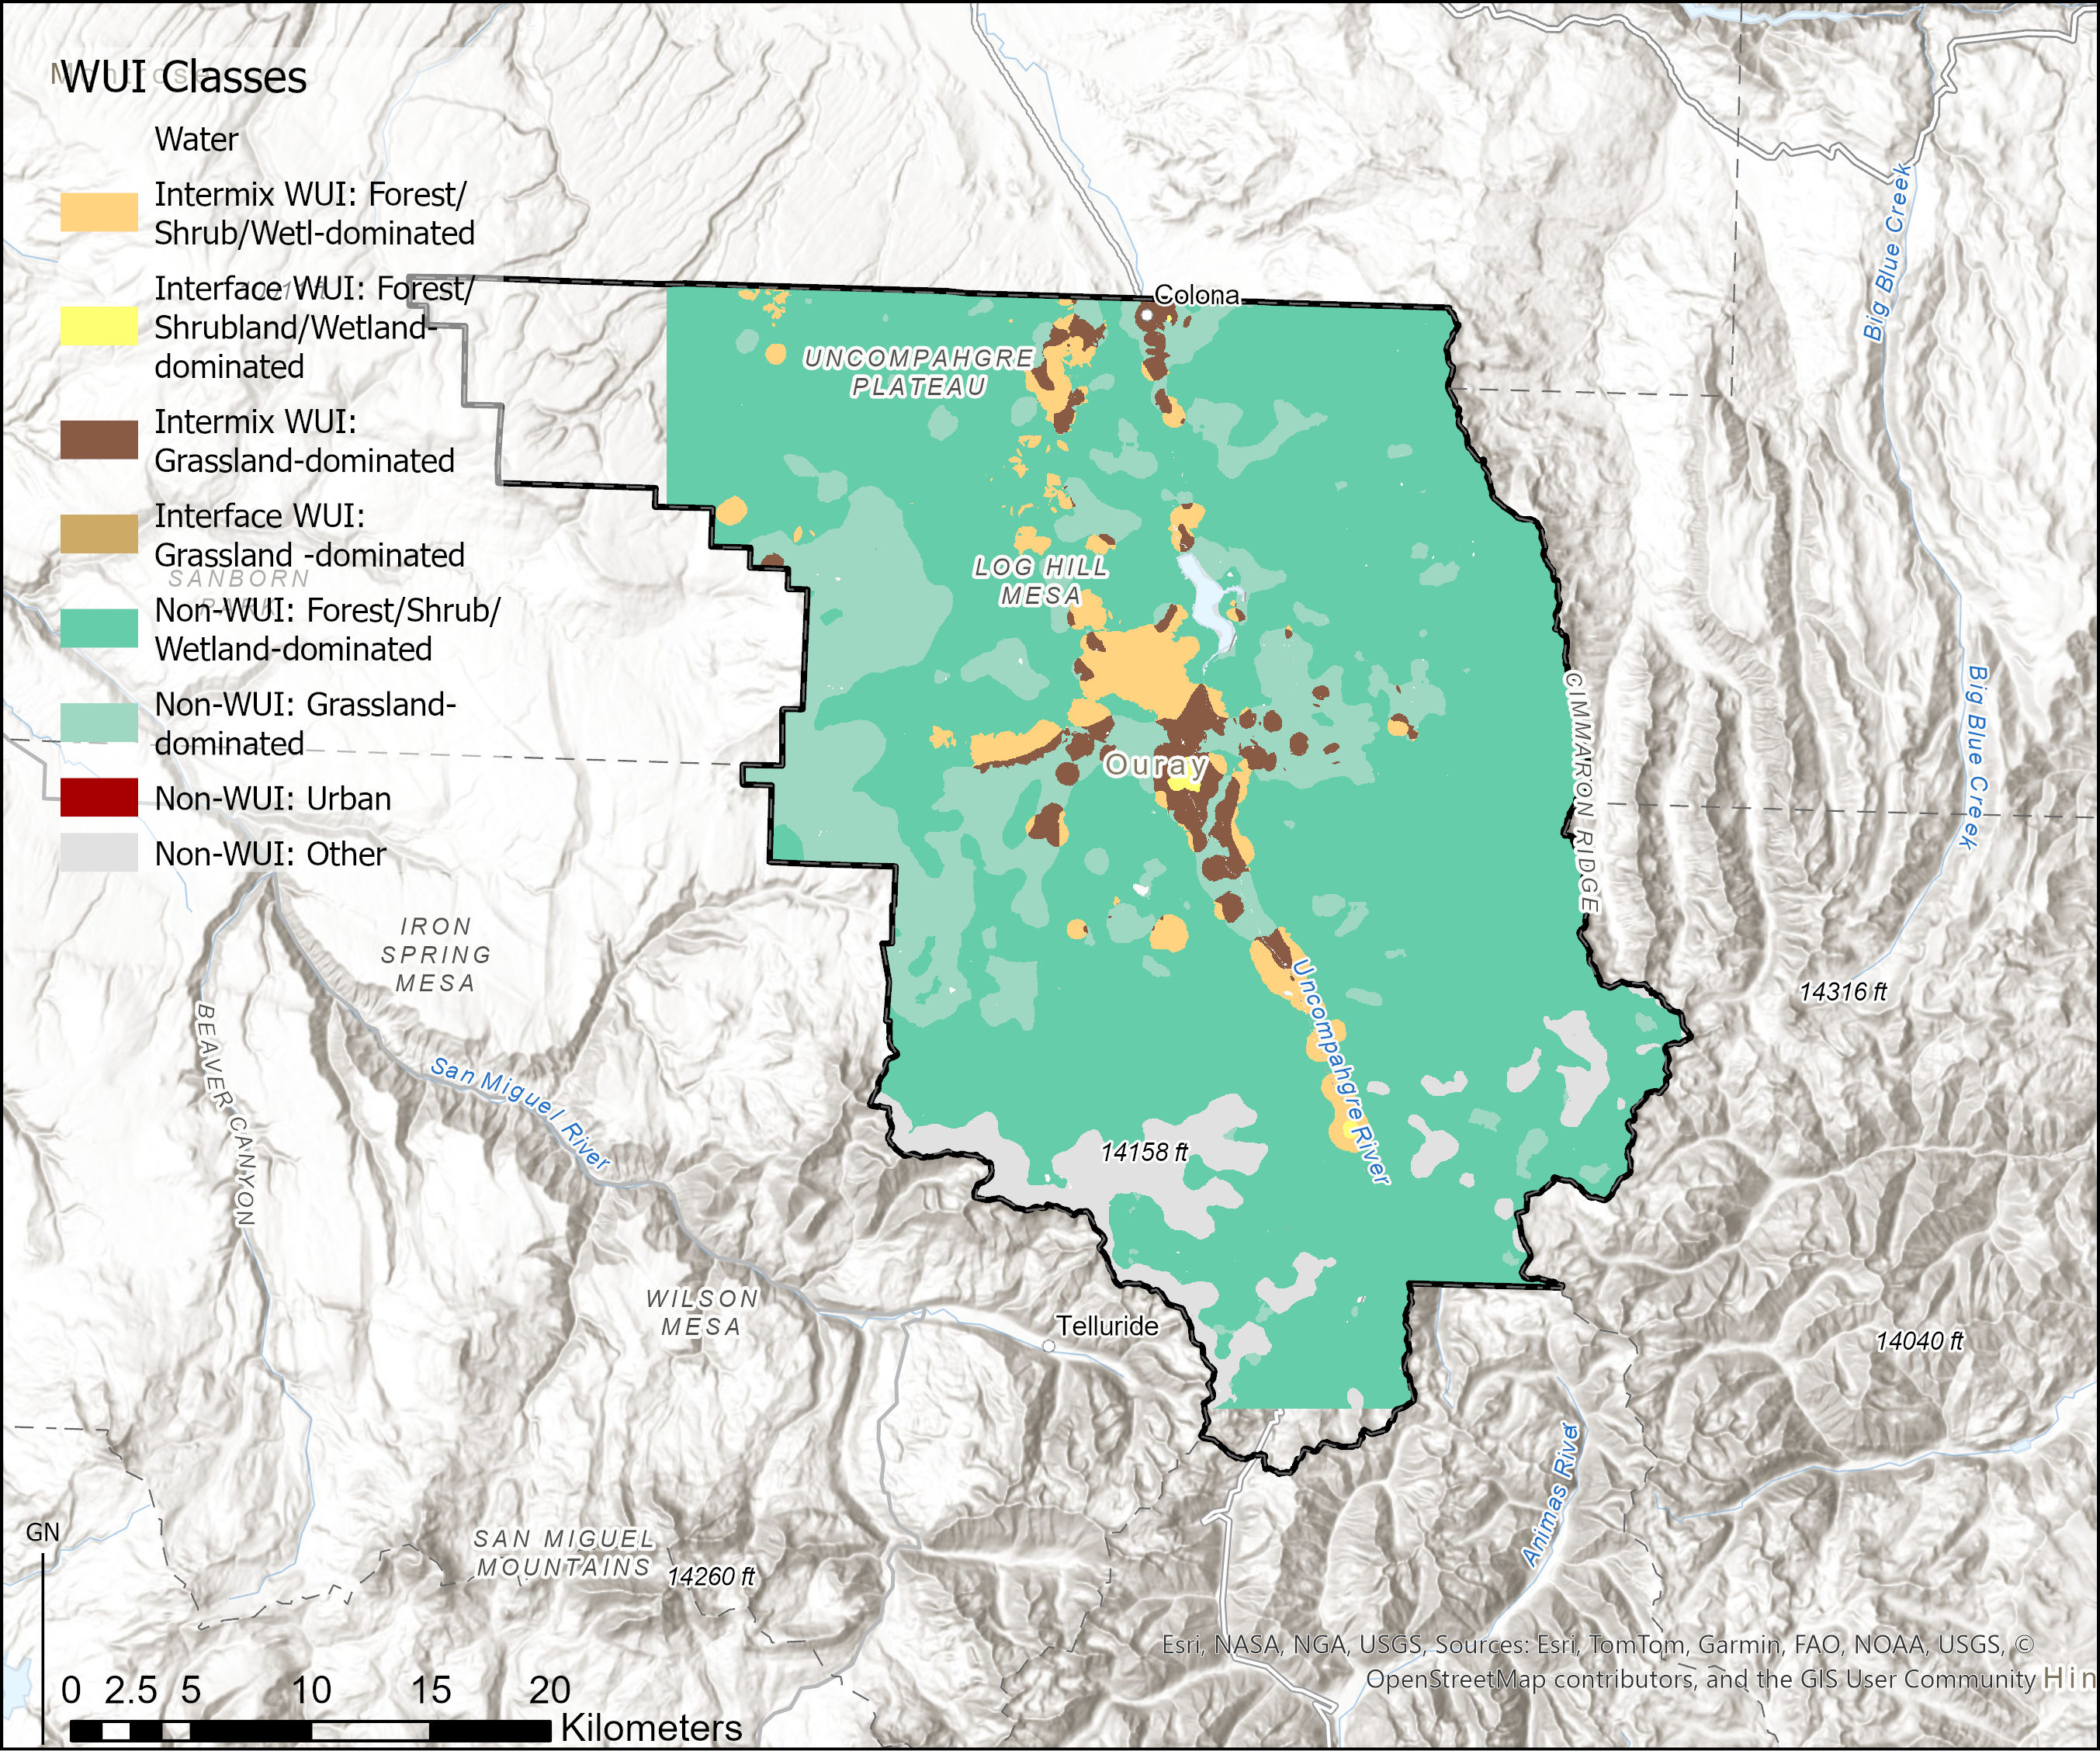 WUI Classes
Water
Intermix WUI: Forest/
Shrub/Wetl-dominated
Interface WUI: Forest/
Shrubland/Wetland-
dominated
Intermix WUI:
Grassland-dominated
Interface WUI:
Grassland -dominated
Non-WUI: Forest/Shrub/
Wetland-dominated
Non-WUI: Grassland-
dominated
Non-WUI: Urban
Non-WUI: Other
SANBORN
PARK
Colona
UNCOMPAHGRE
PLATEAU
LOG HILL
MESA
Ouray
Big Blue Creek
Big Blue Creek
CIMMARON RIDGE
IRON
SPRING
MESA
BEAVER CANYON
San Miguel River
Uncompahgre River
14316 ft
14158 ft
WILSON
MESA
Telluride
14040 ft
Animas River
SAN MIGUEL
MOUNTAINS
14260 ft
GN
0 2.5 5 10 15 20
Kilometers
Esri, NASA, NGA, USGS, Sources: Esri, TomTom, Garmin, FAO, NOAA, USGS, ©
OpenStreetMap contributors, and the GIS User Community
Hin